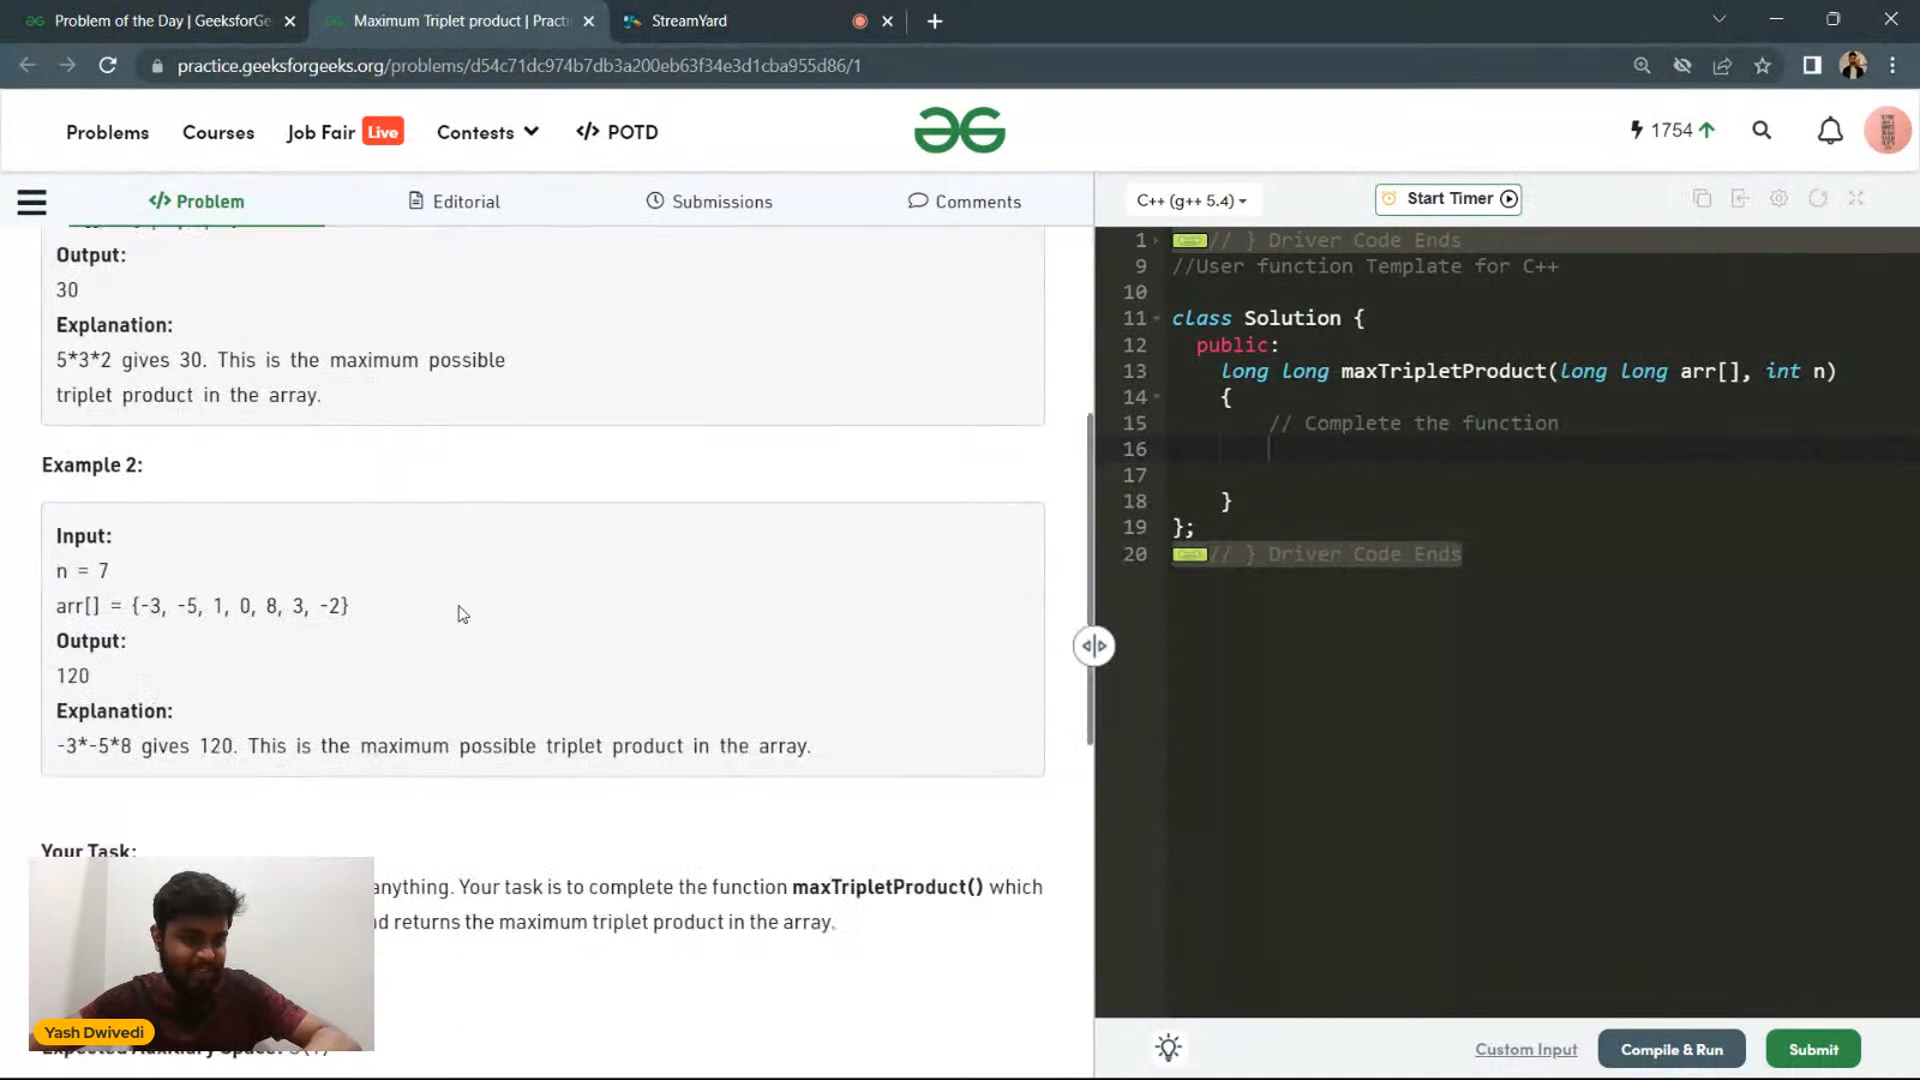 Problem of the Day | GeeksforGe
Maximum Triplet product | Practi
StreamYard
practice.geeksforgeeks.org/problems/d54c71dc974b7db3a200eb63f34e3d1cba955d86/1
Problems
Courses
Job Fair Live
Contests
</> POTD
1754
</> Problem
Editorial
Submissions
Comments
C++ (g++ 5.4)
Start Timer
Output:
30
Explanation:
5*3*2 gives 30. This is the maximum possible
triplet product in the array.
Example 2:
Input:
n = 7
arr[] = {-3, -5, 1, 0, 8, 3, -2}
Output:
120
Explanation:
-3*-5*8 gives 120. This is the maximum possible triplet product in the array.
Your Task:
anything. Your task is to complete the function maxTripletProduct() which
nd returns the maximum triplet product in the array.
Expected Auxiliary Space: O(1)
Yash Dwivedi
1 // } Driver Code Ends
9 //User function Template for C++
10
11 class Solution {
12 public:
13 long long maxTripletProduct(long long arr[], int n)
14 {
15 // Complete the function
16
17
18 }
19 };
20 // } Driver Code Ends
Custom Input
Compile & Run
Submit